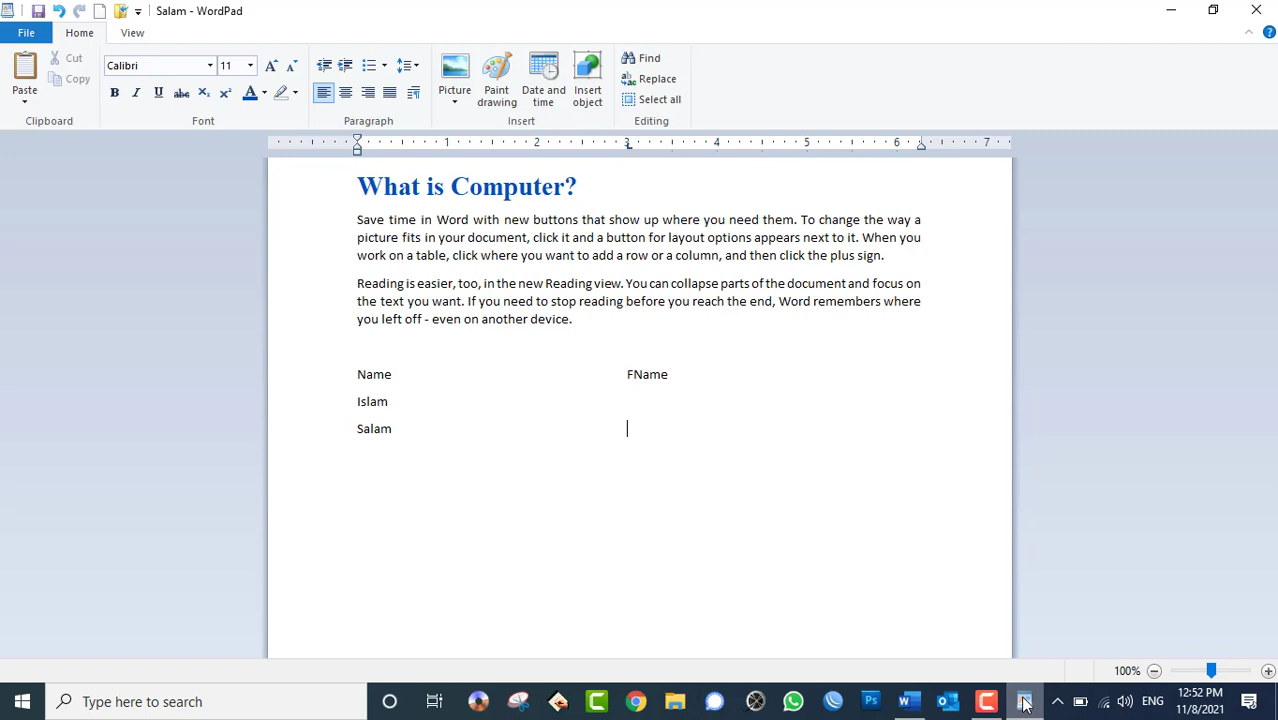 Salam - WordPad
File Home View
Paste
Cut
Copy
Calibri 11
Clipboard
Font
Paragraph
Picture
Paint drawing
Date and time
Insert object
Insert
Find
Replace
Select all
Editing
1 2 3 4 5 6 7
What is Computer?
Save time in Word with new buttons that show up where you need them. To change the way a
picture fits in your document, click it and a button for layout options appears next to it. When you
work on a table, click where you want to add a row or a column, and then click the plus sign.
Reading is easier, too, in the new Reading view. You can collapse parts of the document and focus on
the text you want. If you need to stop reading before you reach the end, Word remembers where
you left off - even on another device.
Name FName
Islam
Salam
100%
Type here to search
ENG
12:52 PM
11/8/2021